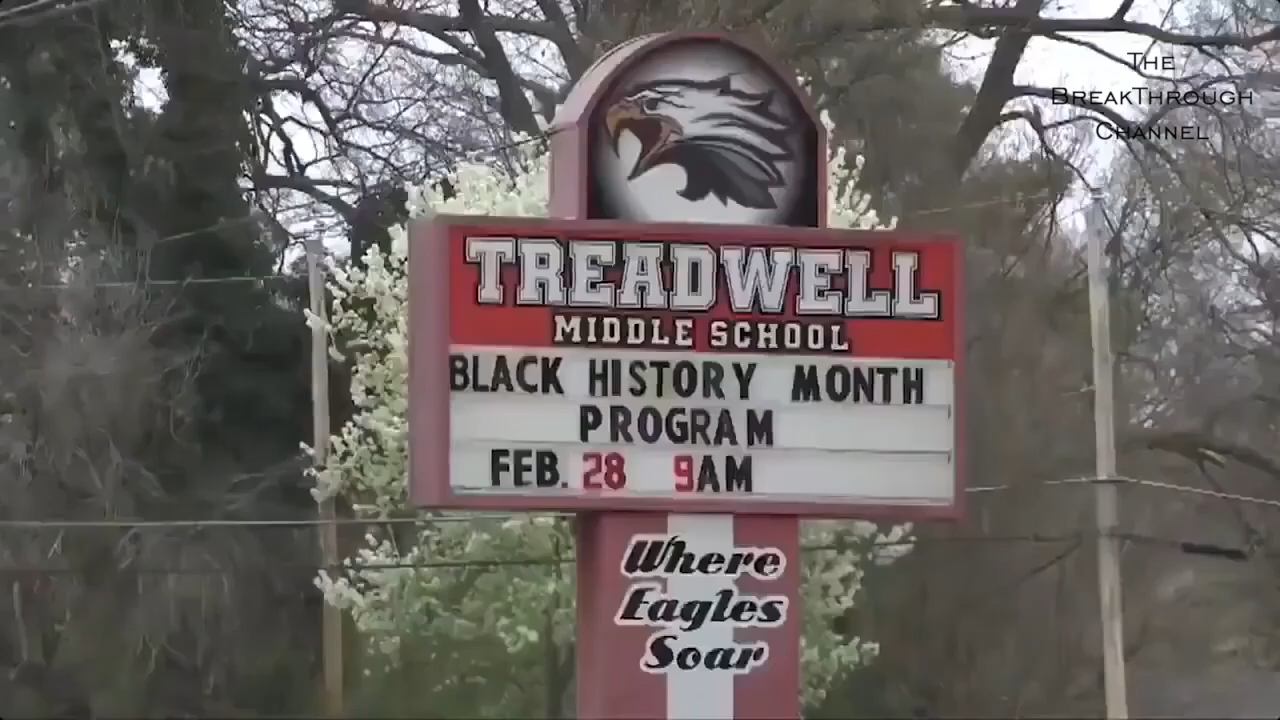 THE
BREAKTHROUGH
CHANNEL
TREADWELL
MIDDLE SCHOOL
BLACK HISTORY MONTH
PROGRAM
FEB. 28 9AM
Where
Eagles
Soar